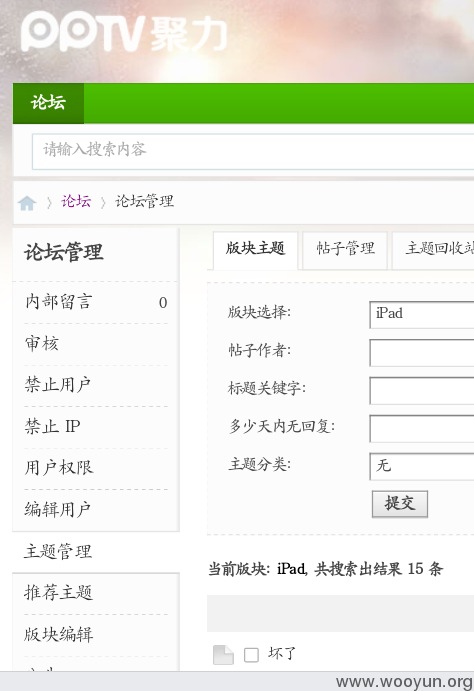 PPTV聚力
论坛
请输入搜索内容
论坛 论坛管理
论坛管理
内部留言 0
审核
禁止用户
禁止 IP
用户权限
编辑用户
主题管理
推荐主题
版块编辑
版块主题 帖子管理 主题回收站
版块选择: iPad
帖子作者:
标题关键字:
多少天内无回复:
主题分类: 无
提交
当前版块: iPad, 共搜索出结果 15 条
坏了
www.wooyun.org